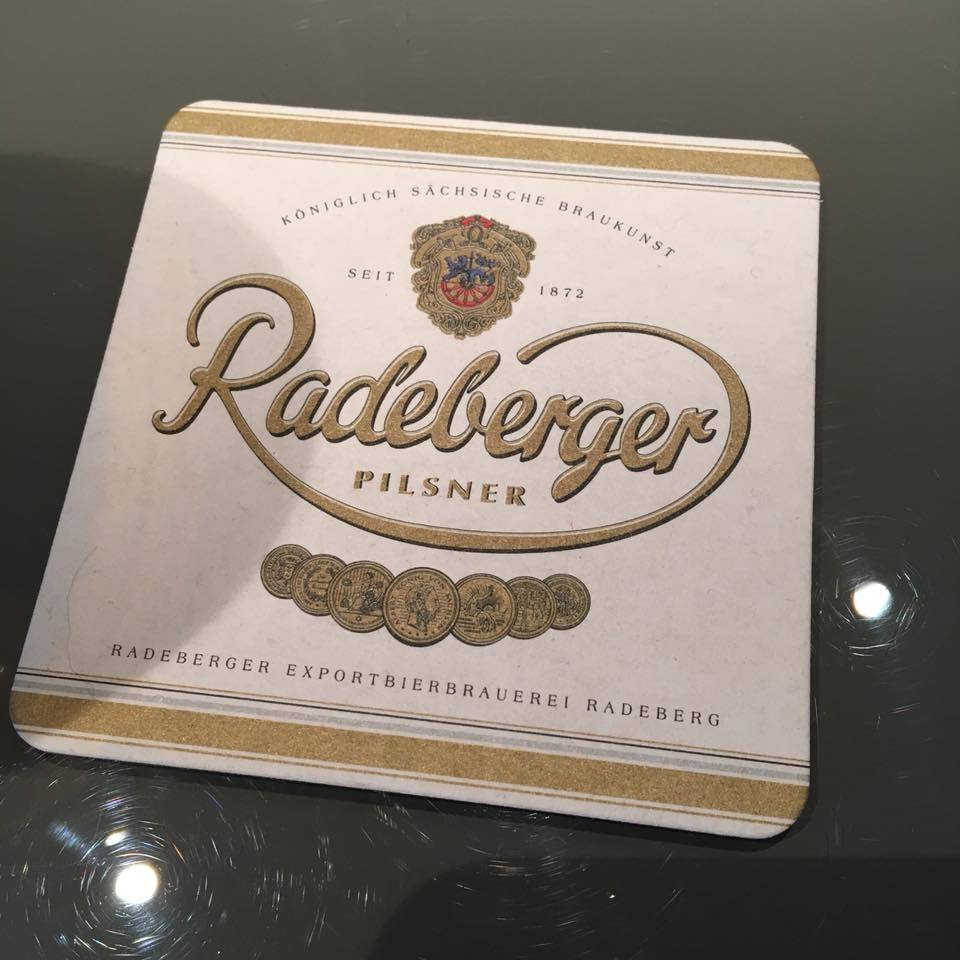 KÖNIGLICH SÄCHSISCHE BRAUKUNST
SEIT 1872
Radeberger
PILSNER
RADEBERGER EXPORTBIERBRAUEREI RADEBERG